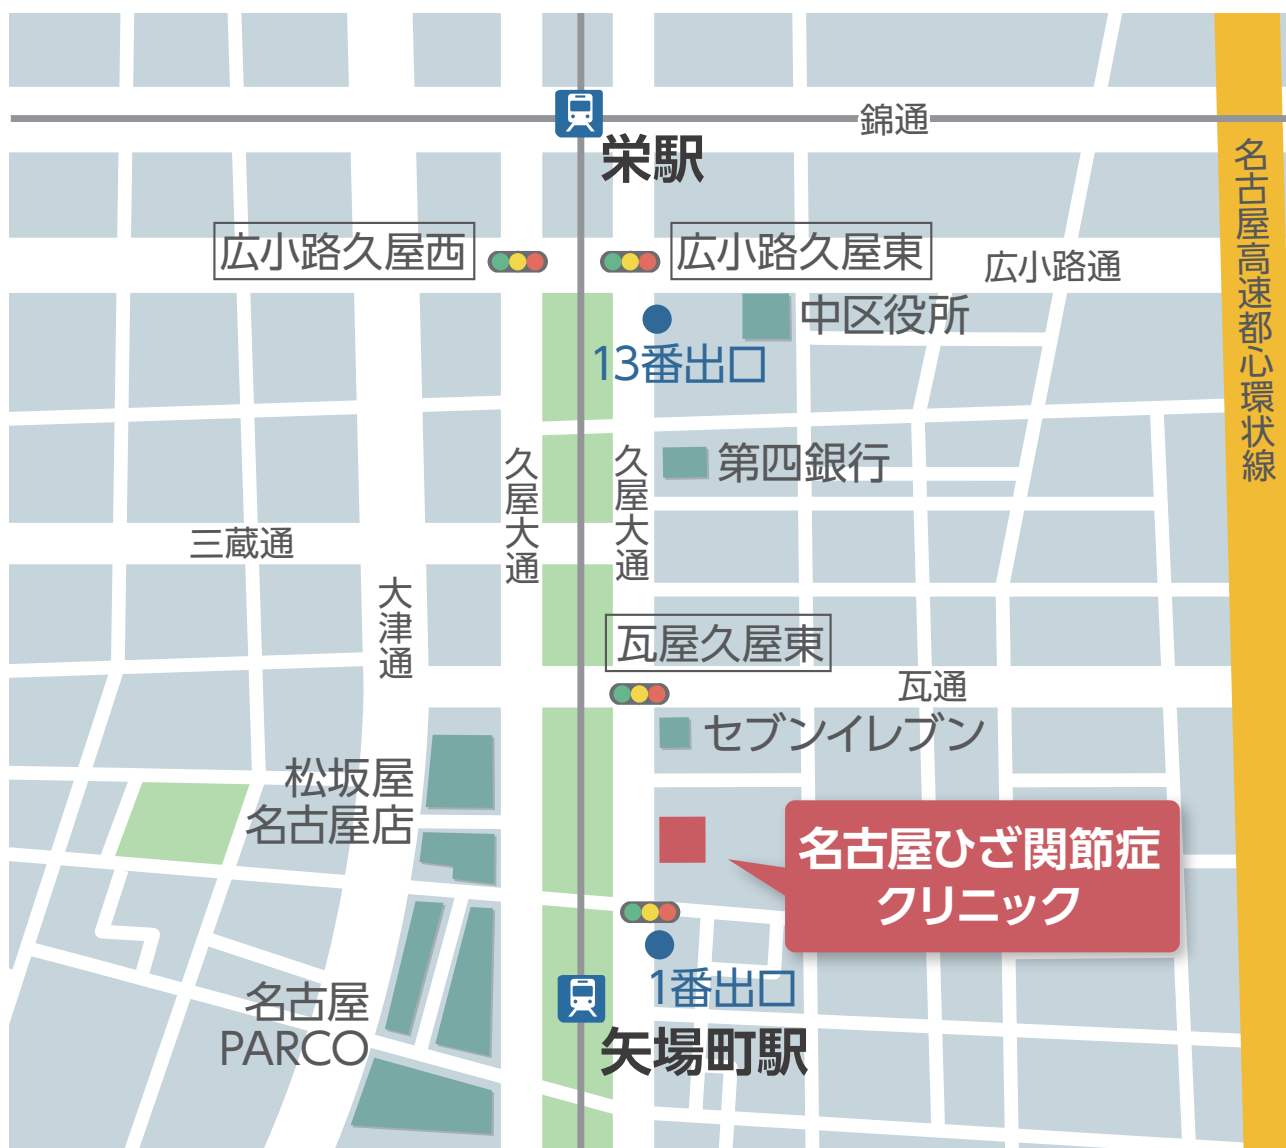 錦通
栄駅
名古屋高速都心環状線
広小路久屋西
広小路久屋東
広小路通
中区役所
13番出口
久屋大通
久屋大通
第四銀行
三蔵通
大津通
瓦屋久屋東
瓦通
セブンイレブン
松坂屋
名古屋店
名古屋ひざ関節症
クリニック
1番出口
名古屋
PARCO
矢場町駅